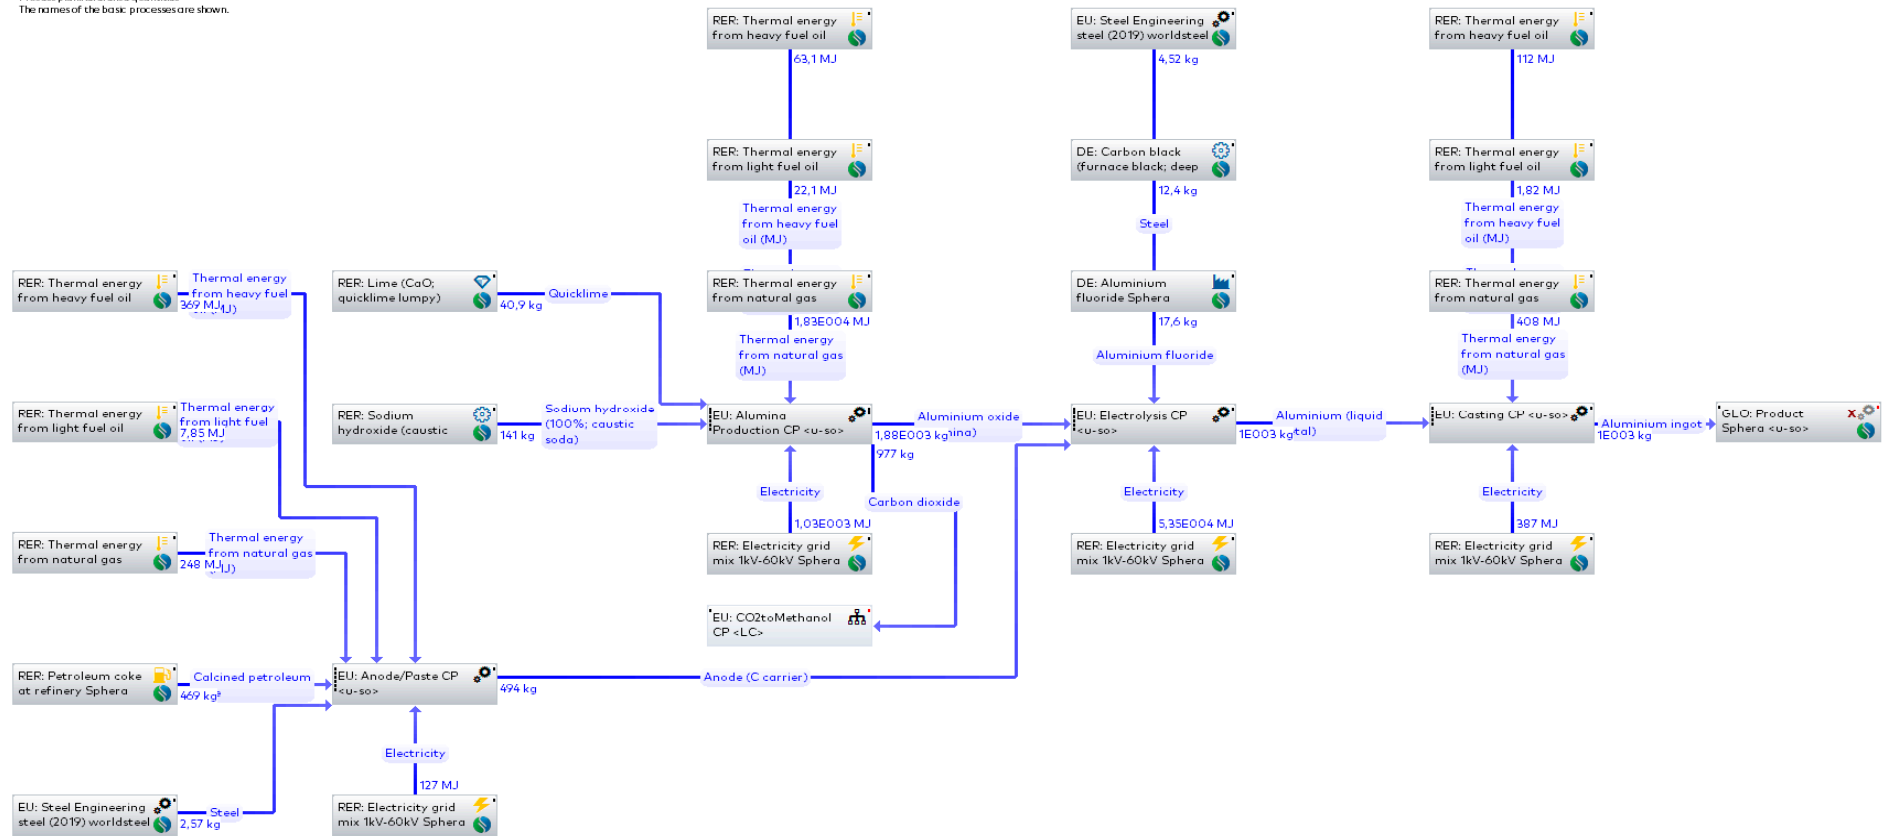 The names of the basic processes are shown.
RER: Thermal energy
from heavy fuel oil
63,1 MJ
EU: Steel Engineering
steel (2019) worldsteel
4,52 kg
RER: Thermal energy
from heavy fuel oil
112 MJ
RER: Thermal energy
from light fuel oil
22,1 MJ
Thermal energy
from heavy fuel
oil (MJ)
DE: Carbon black
(furnace black; deep
12,4 kg
Steel
RER: Thermal energy
from light fuel oil
1,82 MJ
Thermal energy
from heavy fuel
oil (MJ)
RER: Thermal energy
from heavy fuel oil
369 MJ
Thermal energy
from heavy fuel
RER: Lime (CaO;
quicklime lumpy)
40,9 kg
Quicklime
RER: Thermal energy
from natural gas
1,83E004 MJ
Thermal energy
from natural gas
(MJ)
DE: Aluminium
fluoride Sphera
17,6 kg
Aluminium fluoride
RER: Thermal energy
from natural gas
408 MJ
Thermal energy
from natural gas
(MJ)
RER: Thermal energy
from light fuel oil
Thermal energy
from light fuel
7,85 MJ
RER: Sodium
hydroxide (caustic
141 kg
Sodium hydroxide
(100%; caustic
soda)
EU: Alumina
Production CP <u-so>
Aluminium oxide
1,88E003 kg
977 kg
EU: Electrolysis CP
<u-so>
Aluminium (liquid
1E003 kg
EU: Casting CP <u-so>
Aluminium ingot
1E003 kg
GLO: Product
Sphera <u-so>
Electricity
1,03E003 MJ
Carbon dioxide
Electricity
5,35E004 MJ
Electricity
387 MJ
RER: Thermal energy
from natural gas
248 MJ
Thermal energy
from natural gas
RER: Electricity grid
mix 1kV-60kV Sphera
RER: Electricity grid
mix 1kV-60kV Sphera
RER: Electricity grid
mix 1kV-60kV Sphera
EU: CO2toMethanol
CP <LC>
RER: Petroleum coke
at refinery Sphera
Calcined petroleum
469 kg
EU: Anode/Paste CP
<u-so>
494 kg
Anode (C carrier)
Electricity
127 MJ
EU: Steel Engineering
steel (2019) worldsteel
Steel
2,57 kg
RER: Electricity grid
mix 1kV-60kV Sphera